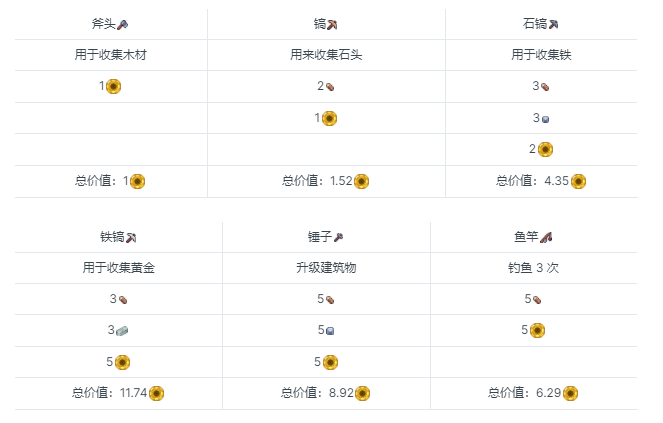 斧头 镐 石镐
用于收集木材 用来收集石头 用于收集铁
1 2 3
1 3
2
总价值：1 总价值：1.52 总价值：4.35
铁镐 锤子 鱼竿
用于收集黄金 升级建筑物 钓鱼 3 次
3 5 5
3 5 5
5 5
总价值：11.74 总价值：8.92 总价值：6.29